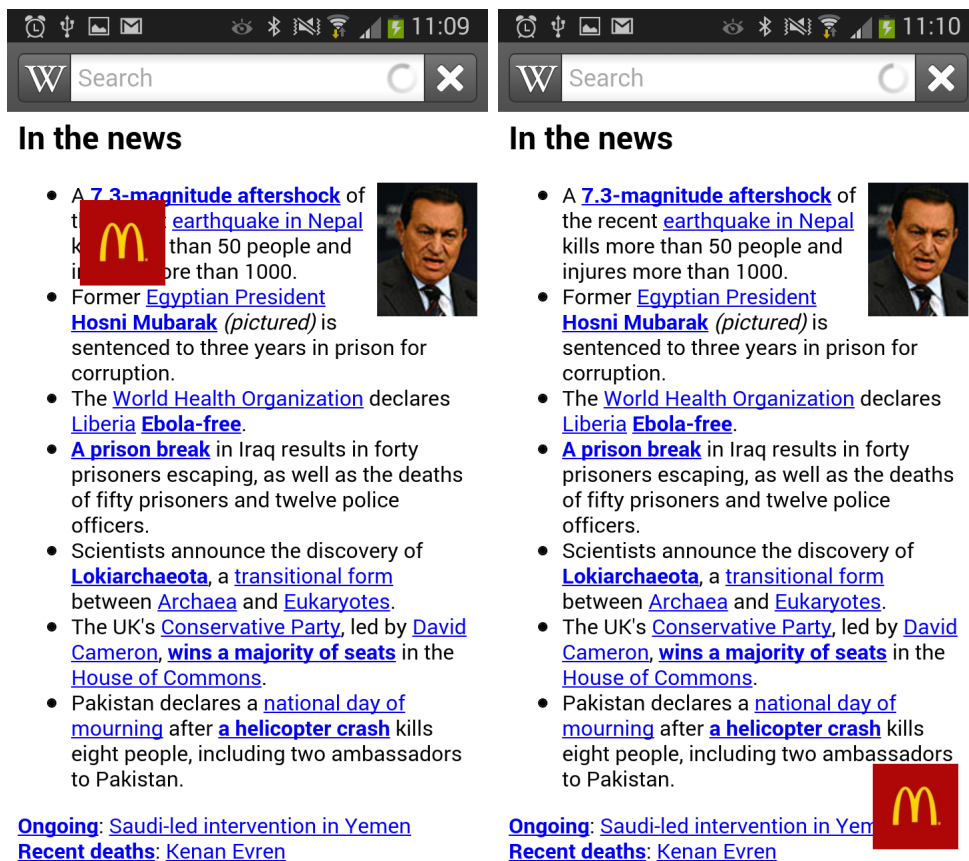 11:09
W Search
In the news
A 7.3-magnitude aftershock of
earthquake in Nepal
than 50 people and
ore than 1000.
Former Egyptian President
Hosni Mubarak (pictured) is
sentenced to three years in prison for
corruption.
The World Health Organization declares
Liberia Ebola-free.
A prison break in Iraq results in forty
prisoners escaping, as well as the deaths
of fifty prisoners and twelve police
officers.
Scientists announce the discovery of
Lokiarchaeota, a transitional form
between Archaea and Eukaryotes.
The UK's Conservative Party, led by David
Cameron, wins a majority of seats in the
House of Commons.
Pakistan declares a national day of
mourning after a helicopter crash kills
eight people, including two ambassadors
to Pakistan.
Ongoing: Saudi-led intervention in Yemen
Recent deaths: Kenan Evren
11:10
W Search
In the news
A 7.3-magnitude aftershock of
the recent earthquake in Nepal
kills more than 50 people and
injures more than 1000.
Former Egyptian President
Hosni Mubarak (pictured) is
sentenced to three years in prison for
corruption.
The World Health Organization declares
Liberia Ebola-free.
A prison break in Iraq results in forty
prisoners escaping, as well as the deaths
of fifty prisoners and twelve police
officers.
Scientists announce the discovery of
Lokiarchaeota, a transitional form
between Archaea and Eukaryotes.
The UK's Conservative Party, led by David
Cameron, wins a majority of seats in the
House of Commons.
Pakistan declares a national day of
mourning after a helicopter crash kills
eight people, including two ambassadors
to Pakistan.
Ongoing: Saudi-led intervention in Yem
Recent deaths: Kenan Evren